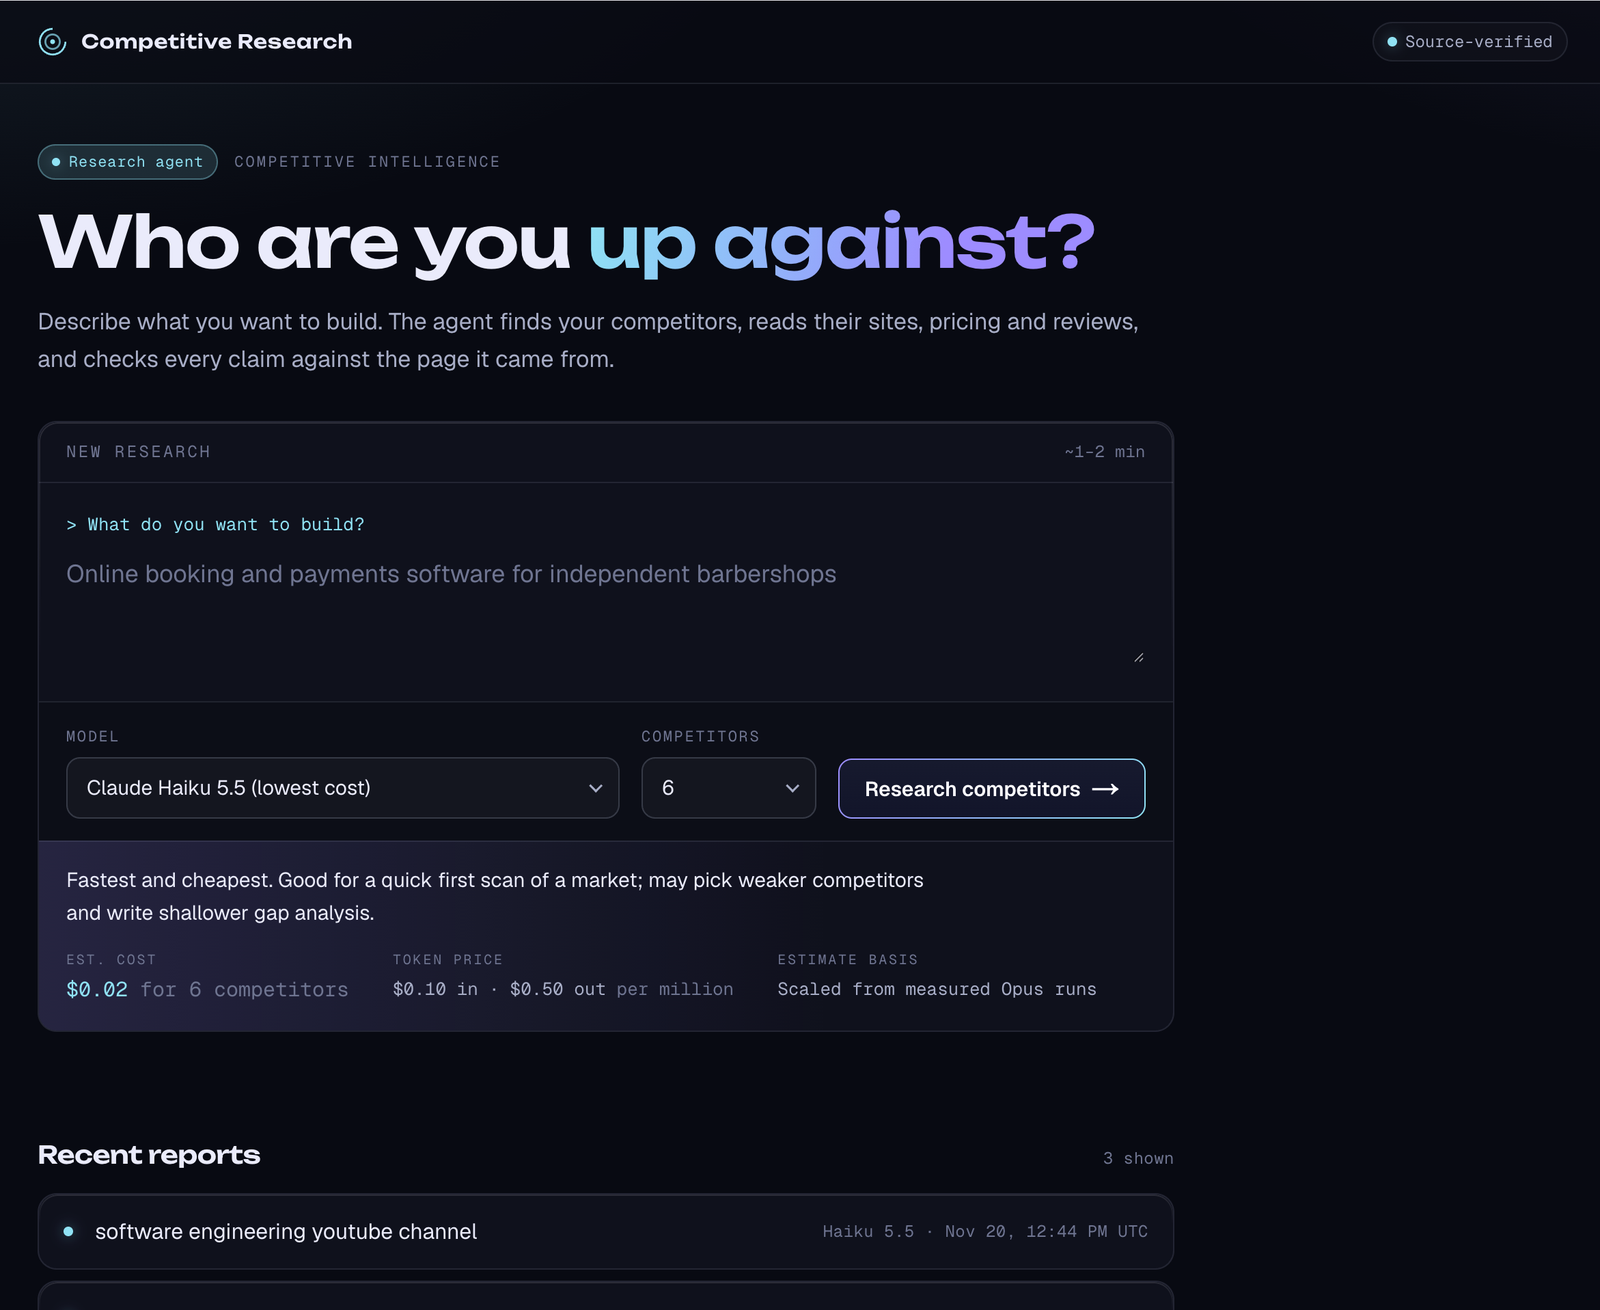 Competitive Research
Source-verified
Research agent
COMPETITIVE INTELLIGENCE
Who are you up against?
Describe what you want to build. The agent finds your competitors, reads their sites, pricing and reviews,
and checks every claim against the page it came from.
NEW RESEARCH
~1–2 min
> What do you want to build?
Online booking and payments software for independent barbershops
MODEL
COMPETITORS
Claude Haiku 5.5 (lowest cost)
6
Research competitors →
Fastest and cheapest. Good for a quick first scan of a market; may pick weaker competitors
and write shallower gap analysis.
EST. COST
TOKEN PRICE
ESTIMATE BASIS
$0.02 for 6 competitors
$0.10 in · $0.50 out per million
Scaled from measured Opus runs
Recent reports
3 shown
software engineering youtube channel
Haiku 5.5 · Nov 20, 12:44 PM UTC